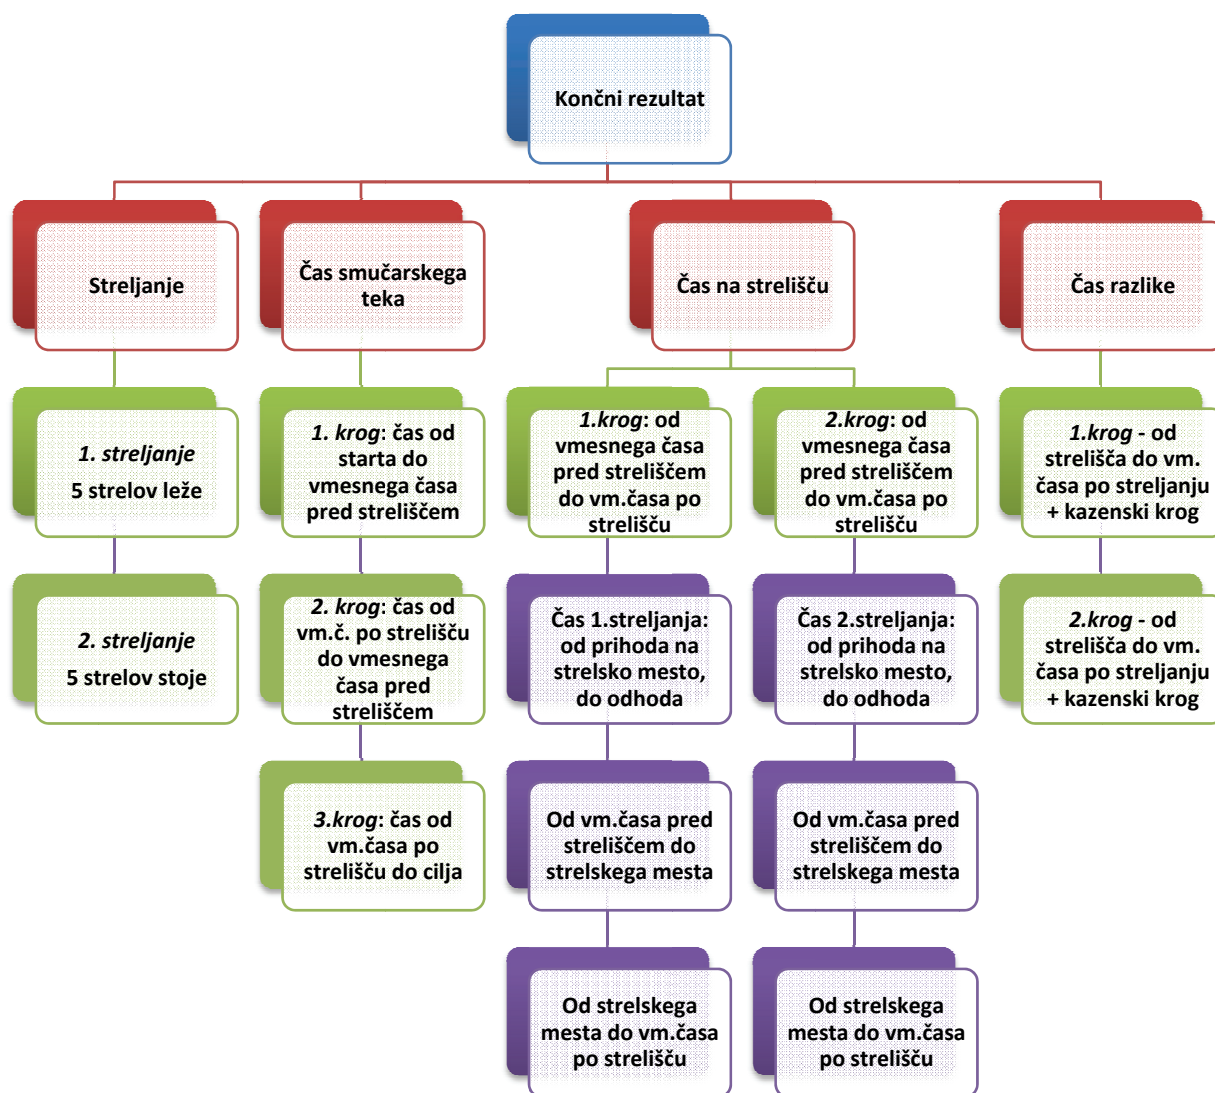 Končni rezultat
Streljanje
Čas smučarskega
teka
Čas na strelišču
Čas razlike
1. streljanje
5 strelov leže
1. krog: čas od
starta do
vmesnega časa
pred streliščem
1.krog: od
vmesnega časa
pred streliščem
do vm.časa po
strelišču
2.krog: od
vmesnega časa
pred streliščem
do vm.časa po
strelišču
1.krog - od
strelišča do vm.
časa po streljanju
+ kazenski krog
2. streljanje
5 strelov stoje
2. krog: čas od
vm.č. po strelišču
do vmesnega
časa pred
streliščem
Čas 1.streljanja:
od prihoda na
strelsko mesto,
do odhoda
Čas 2.streljanja:
od prihoda na
strelsko mesto,
do odhoda
2.krog - od
strelišča do vm.
časa po streljanju
+ kazenski krog
3.krog: čas od
vm.časa po
strelišču do cilja
Od vm.časa pred
streliščem do
strelskega mesta
Od vm.časa pred
streliščem do
strelskega mesta
Od strelskega
mesta do vm.časa
po strelišču
Od strelskega
mesta do vm.časa
po strelišču